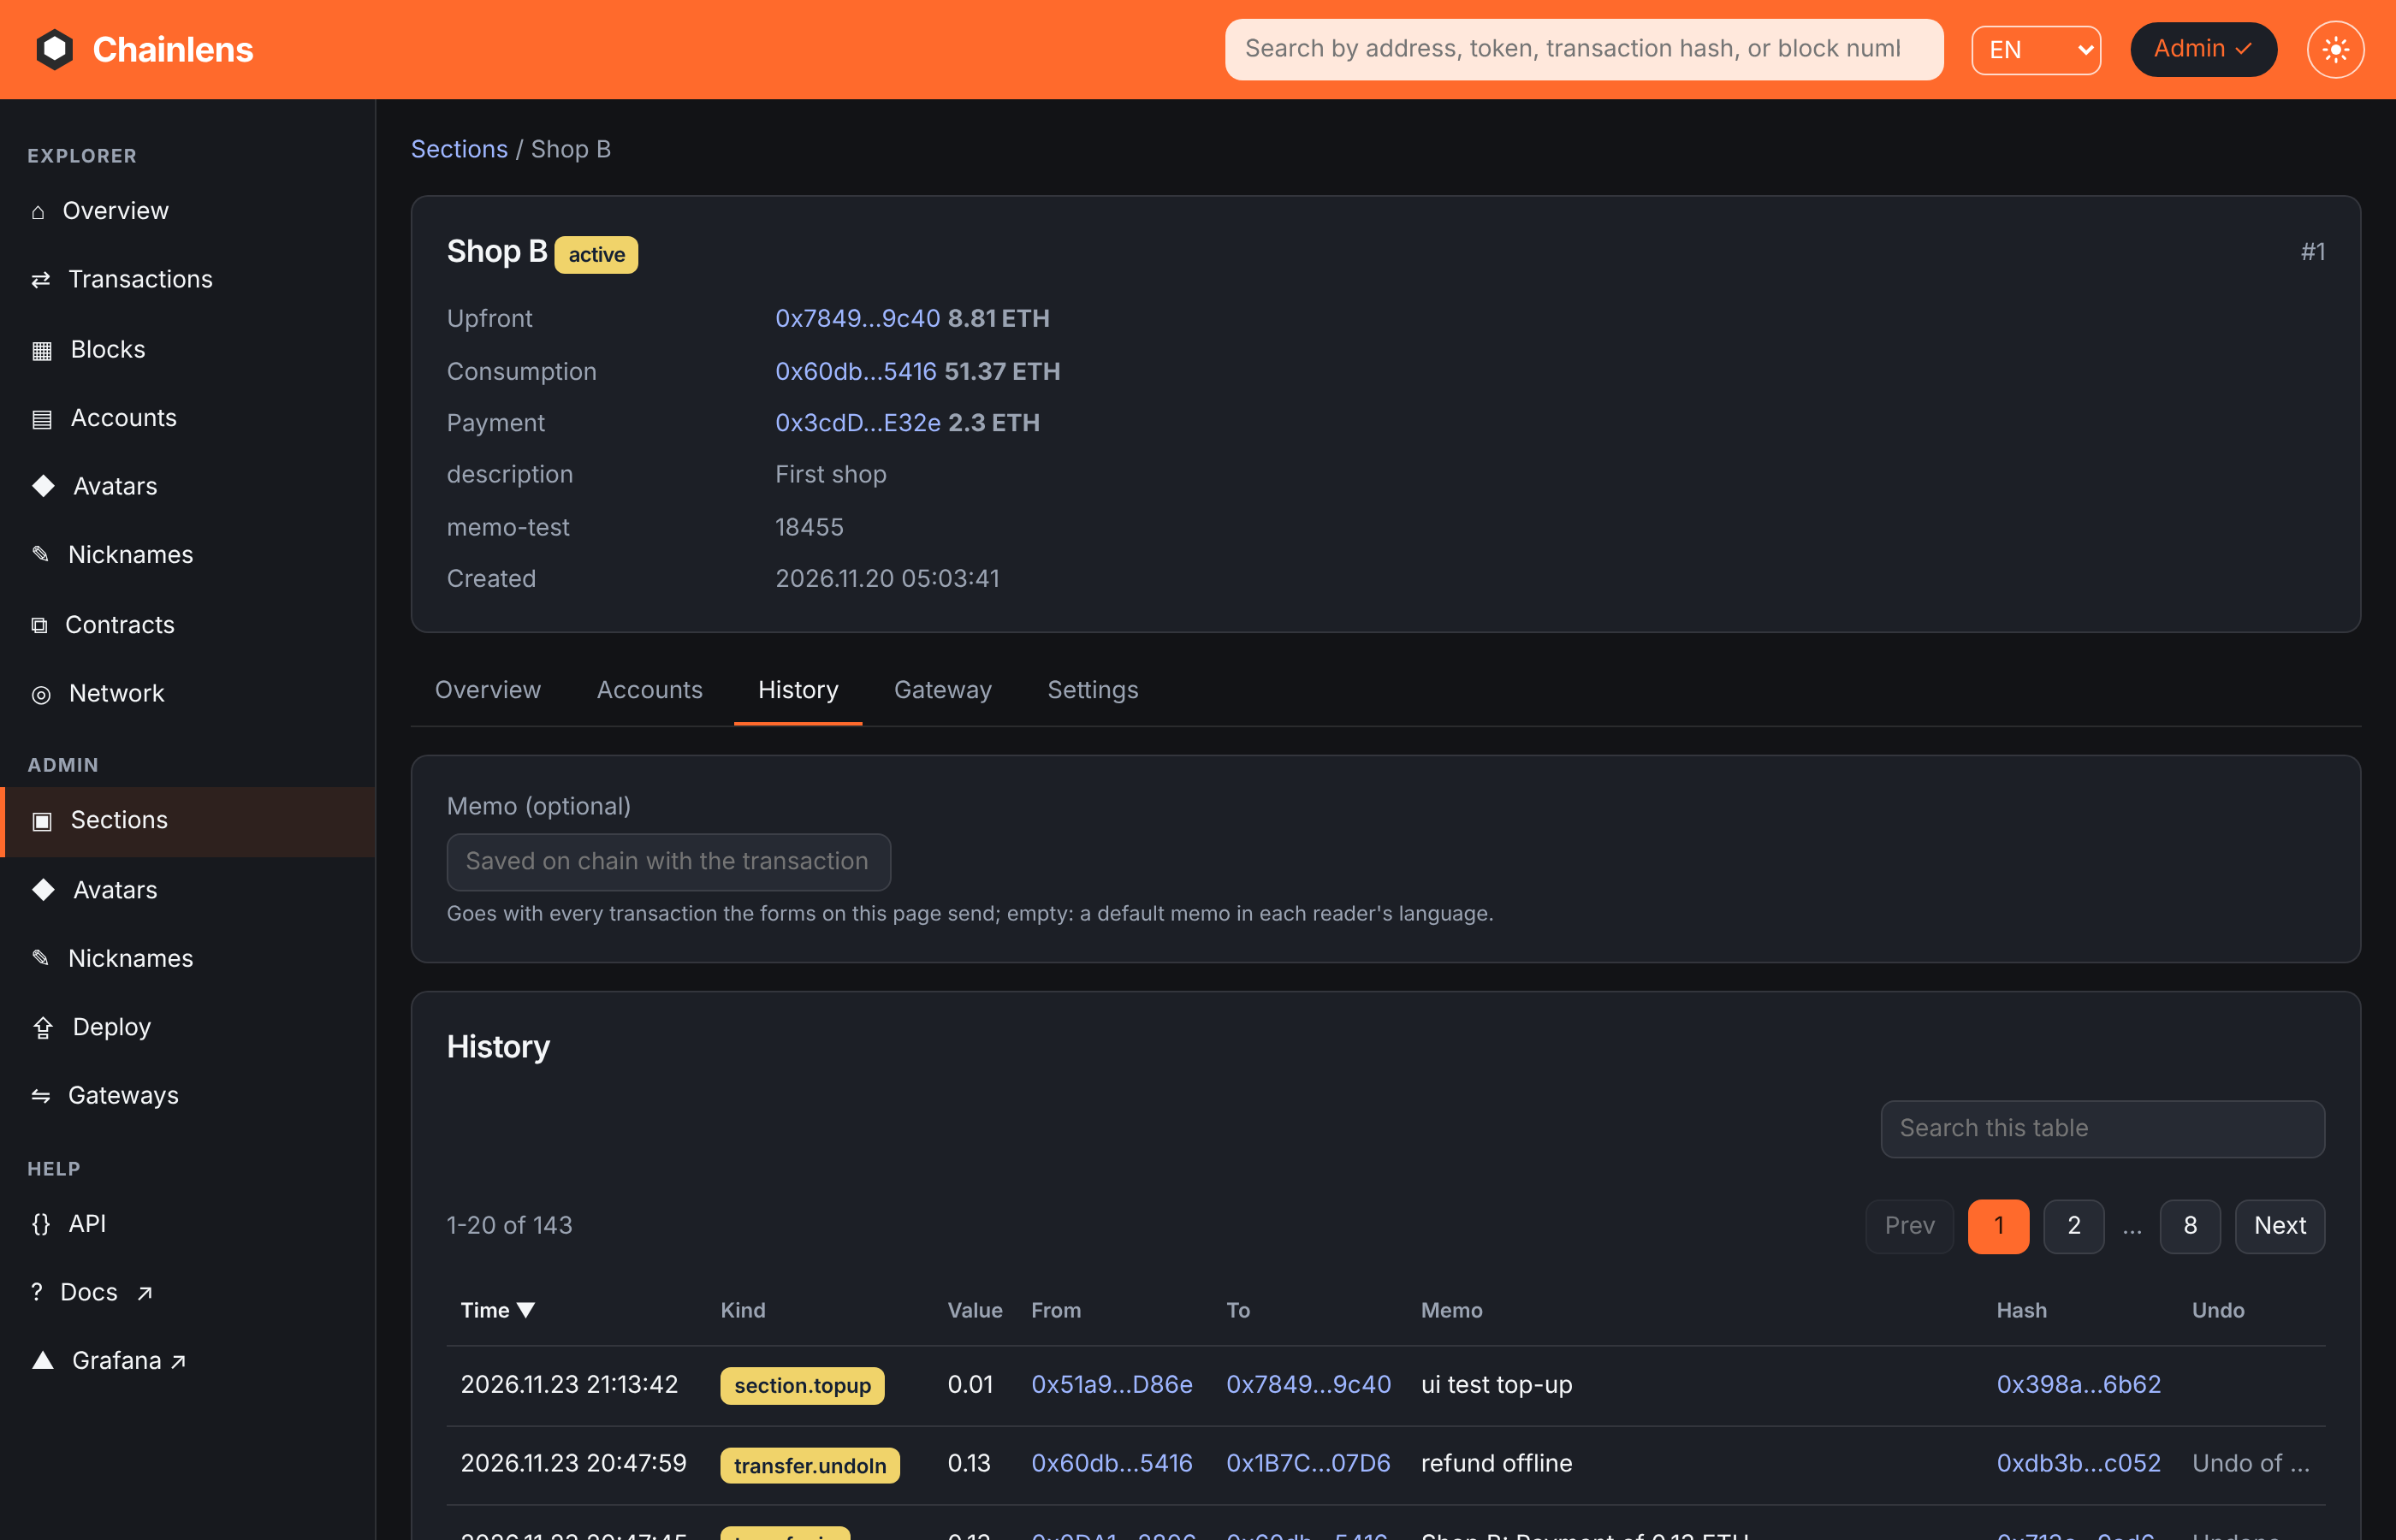 Chainlens
Search by address, token, transaction hash, or block numl
EN
Admin ✓
EXPLORER
Overview
Transactions
Blocks
Accounts
Avatars
Nicknames
Contracts
Network
ADMIN
Sections
Avatars
Nicknames
Deploy
Gateways
HELP
{} API
? Docs ↗
Grafana ↗
Sections / Shop B
Shop B active #1
Upfront 0x7849...9c40 8.81 ETH
Consumption 0x60db...5416 51.37 ETH
Payment 0x3cdD...E32e 2.3 ETH
description First shop
memo-test 18455
Created 2026.11.20 05:03:41
Overview Accounts History Gateway Settings
Memo (optional)
Saved on chain with the transaction
Goes with every transaction the forms on this page send; empty: a default memo in each reader's language.
History
Search this table
1-20 of 143 Prev 1 2 ... 8 Next
Time ▼ Kind Value From To Memo Hash Undo
2026.11.23 21:13:42 section.topup 0.01 0x51a9...D86e 0x7849...9c40 ui test top-up 0x398a...6b62
2026.11.23 20:47:59 transfer.undoIn 0.13 0x60db...5416 0x1B7C...07D6 refund offline 0xdb3b...c052 Undo of ...